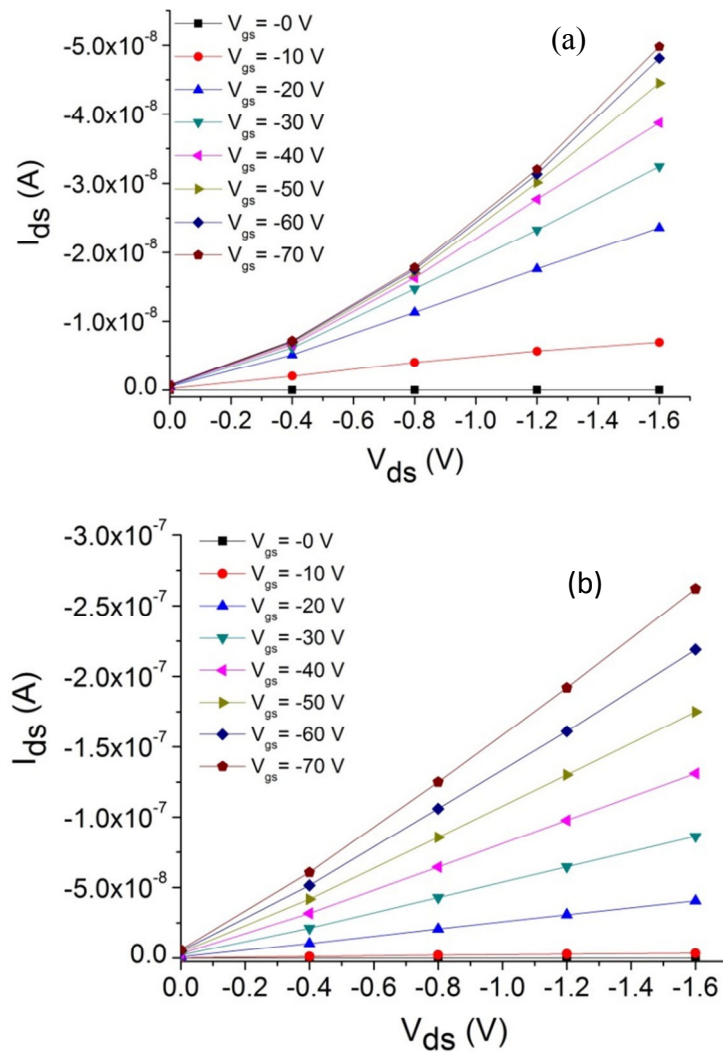 (a)
V_gs = -0 V
V_gs = -10 V
V_gs = -20 V
V_gs = -30 V
V_gs = -40 V
V_gs = -50 V
V_gs = -60 V
V_gs = -70 V
-5.0x10^-8
-4.0x10^-8
-3.0x10^-8
-2.0x10^-8
-1.0x10^-8
0.0
I_ds (A)
0.0 -0.2 -0.4 -0.6 -0.8 -1.0 -1.2 -1.4 -1.6
V_ds (V)
(b)
V_gs = -0 V
V_gs = -10 V
V_gs = -20 V
V_gs = -30 V
V_gs = -40 V
V_gs = -50 V
V_gs = -60 V
V_gs = -70 V
-3.0x10^-7
-2.5x10^-7
-2.0x10^-7
-1.5x10^-7
-1.0x10^-7
-5.0x10^-8
0.0
I_ds (A)
0.0 -0.2 -0.4 -0.6 -0.8 -1.0 -1.2 -1.4 -1.6
V_ds (V)